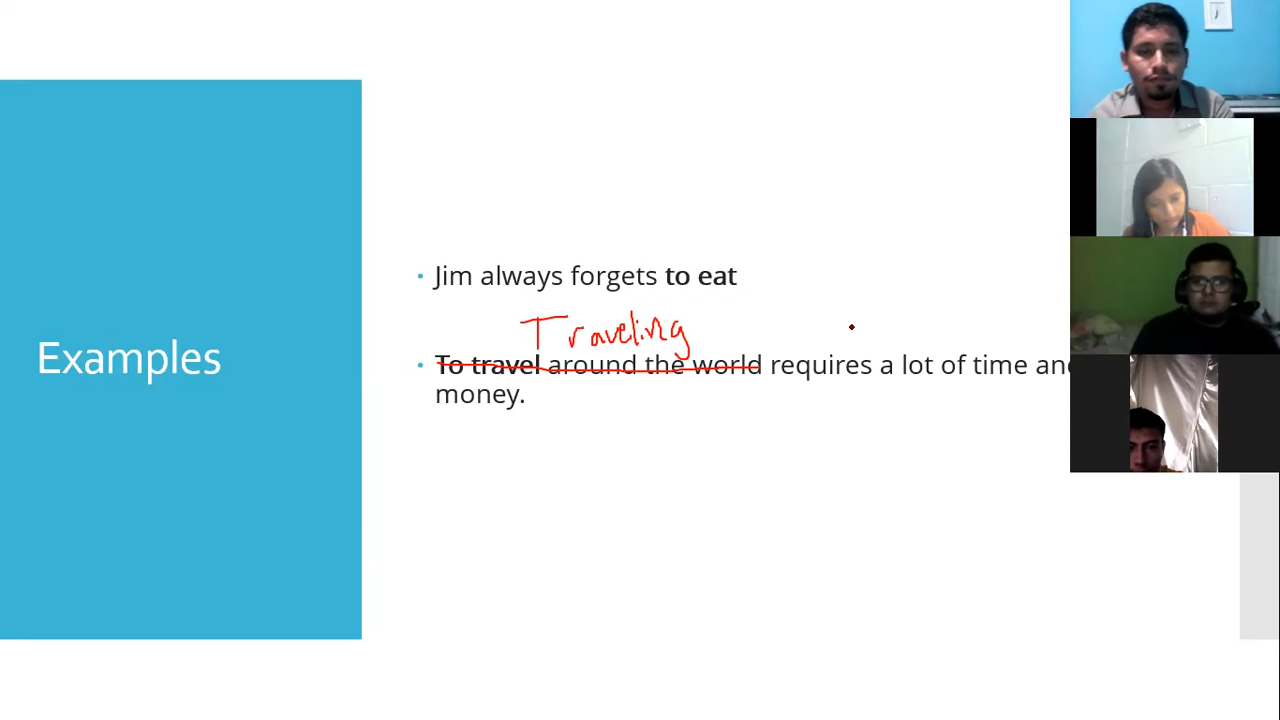 Examples
Jim always forgets to eat
Traveling
To travel around the world requires a lot of time and
money.